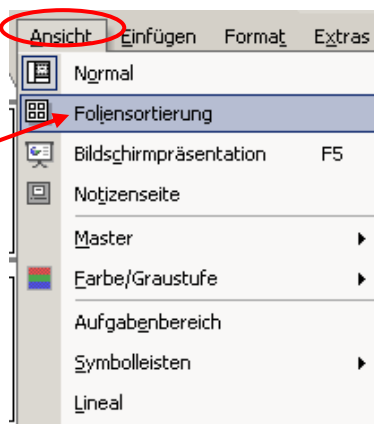 Ansicht Einfügen Format Extras
Normal
Foliensortierung
Bildschirmpräsentation F5
Notizenseite
Master
Farbe/Graustufe
Aufgabenbereich
Symbolleisten
Lineal